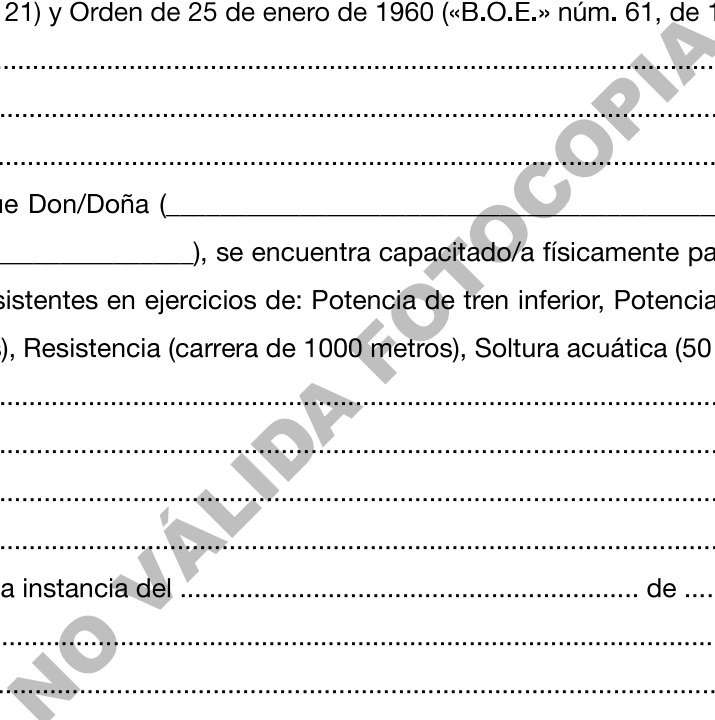 21) y Orden de 25 de enero de 1960 («B.O.E.» núm. 61, de 1
..........................................................................................
..........................................................................................
..........................................................................................
ue Don/Doña (________________________________________
______________), se encuentra capacitado/a físicamente pa
sistentes en ejercicios de: Potencia de tren inferior, Potencia
), Resistencia (carrera de 1000 metros), Soltura acuática (50
..........................................................................................
..........................................................................................
..........................................................................................
..........................................................................................
a instancia del ................................................................ de ....
..........................................................................................
..........................................................................................
NO VÁLIDA FOTOCOPIA